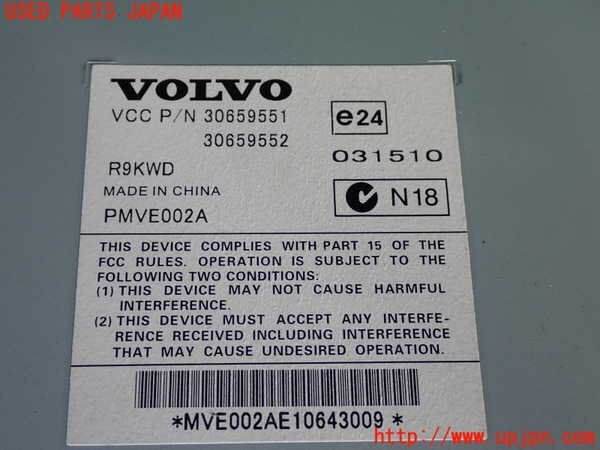 USED PARTS JAPAN
VOLVO
VCC P/N 30659551
30659552
e24
031510
R9KWD
MADE IN CHINA
PMVE002A
N18
THIS DEVICE COMPLIES WITH PART 15 OF THE
FCC RULES. OPERATION IS SUBJECT TO THE
FOLLOWING TWO CONDITIONS:
(1) THIS DEVICE MAY NOT CAUSE HARMFUL
INTERFERENCE.
(2) THIS DEVICE MUST ACCEPT ANY INTERFE-
RENCE RECEIVED INCLUDING INTERFERENCE
THAT MAY CAUSE UNDESIRED OPERATION.
*MVE002AE10643009*
http://www.upjpn.com/